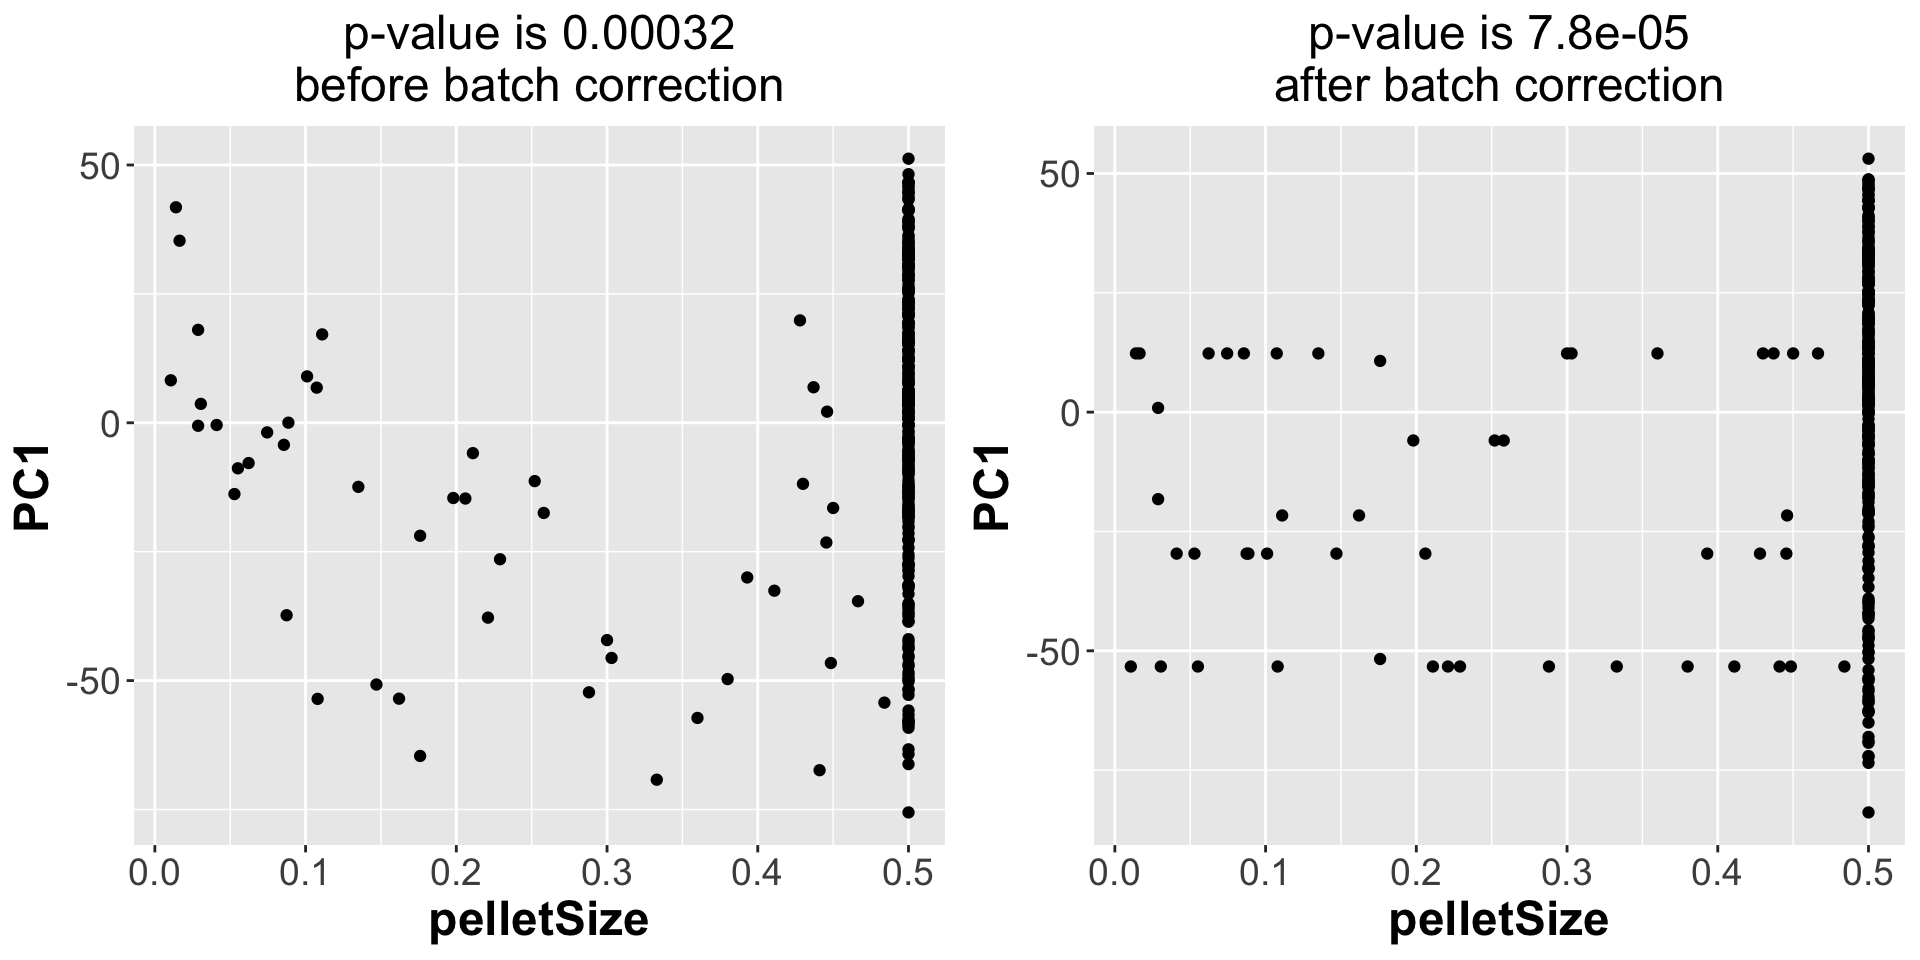 p-value is 0.00032
before batch correction
50
0
-50
PC1
0.0 0.1 0.2 0.3 0.4 0.5
pelletSize
p-value is 7.8e-05
after batch correction
50
0
-50
PC1
0.0 0.1 0.2 0.3 0.4 0.5
pelletSize